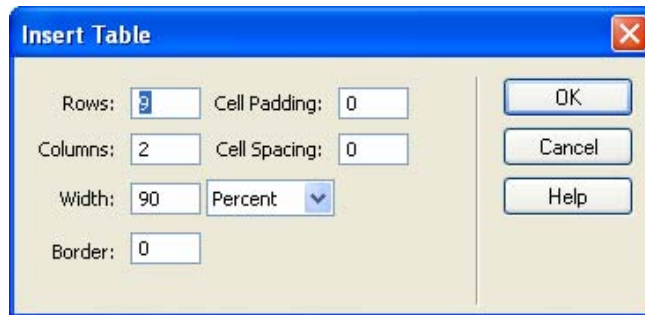 Insert Table
Rows: 9 Cell Padding: 0 OK
Columns: 2 Cell Spacing: 0 Cancel
Width: 90 Percent Help
Border: 0